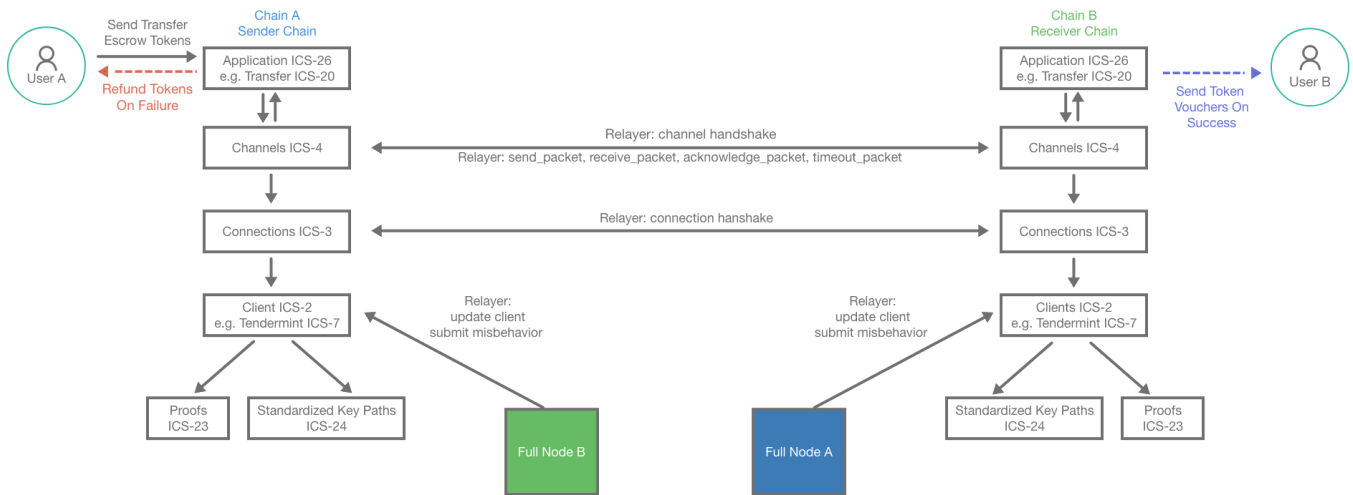 Send Transfer
Escrow Tokens
User A
Refund Tokens
On Failure
Chain A
Sender Chain
Application ICS-26
e.g. Transfer ICS-20
Channels ICS-4
Connections ICS-3
Client ICS-2
e.g. Tendermint ICS-7
Proofs
ICS-23
Standardized Key Paths
ICS-24
Relayer: channel handshake
Relayer: send_packet, receive_packet, acknowledge_packet, timeout_packet
Relayer: connection hanshake
Relayer:
update client
submit misbehavior
Full Node B
Relayer:
update client
submit misbehavior
Full Node A
Chain B
Receiver Chain
Application ICS-26
e.g. Transfer ICS-20
Channels ICS-4
Connections ICS-3
Clients ICS-2
e.g. Tendermint ICS-7
Standardized Key Paths
ICS-24
Proofs
ICS-23
Send Token
Vouchers On
Success
User B